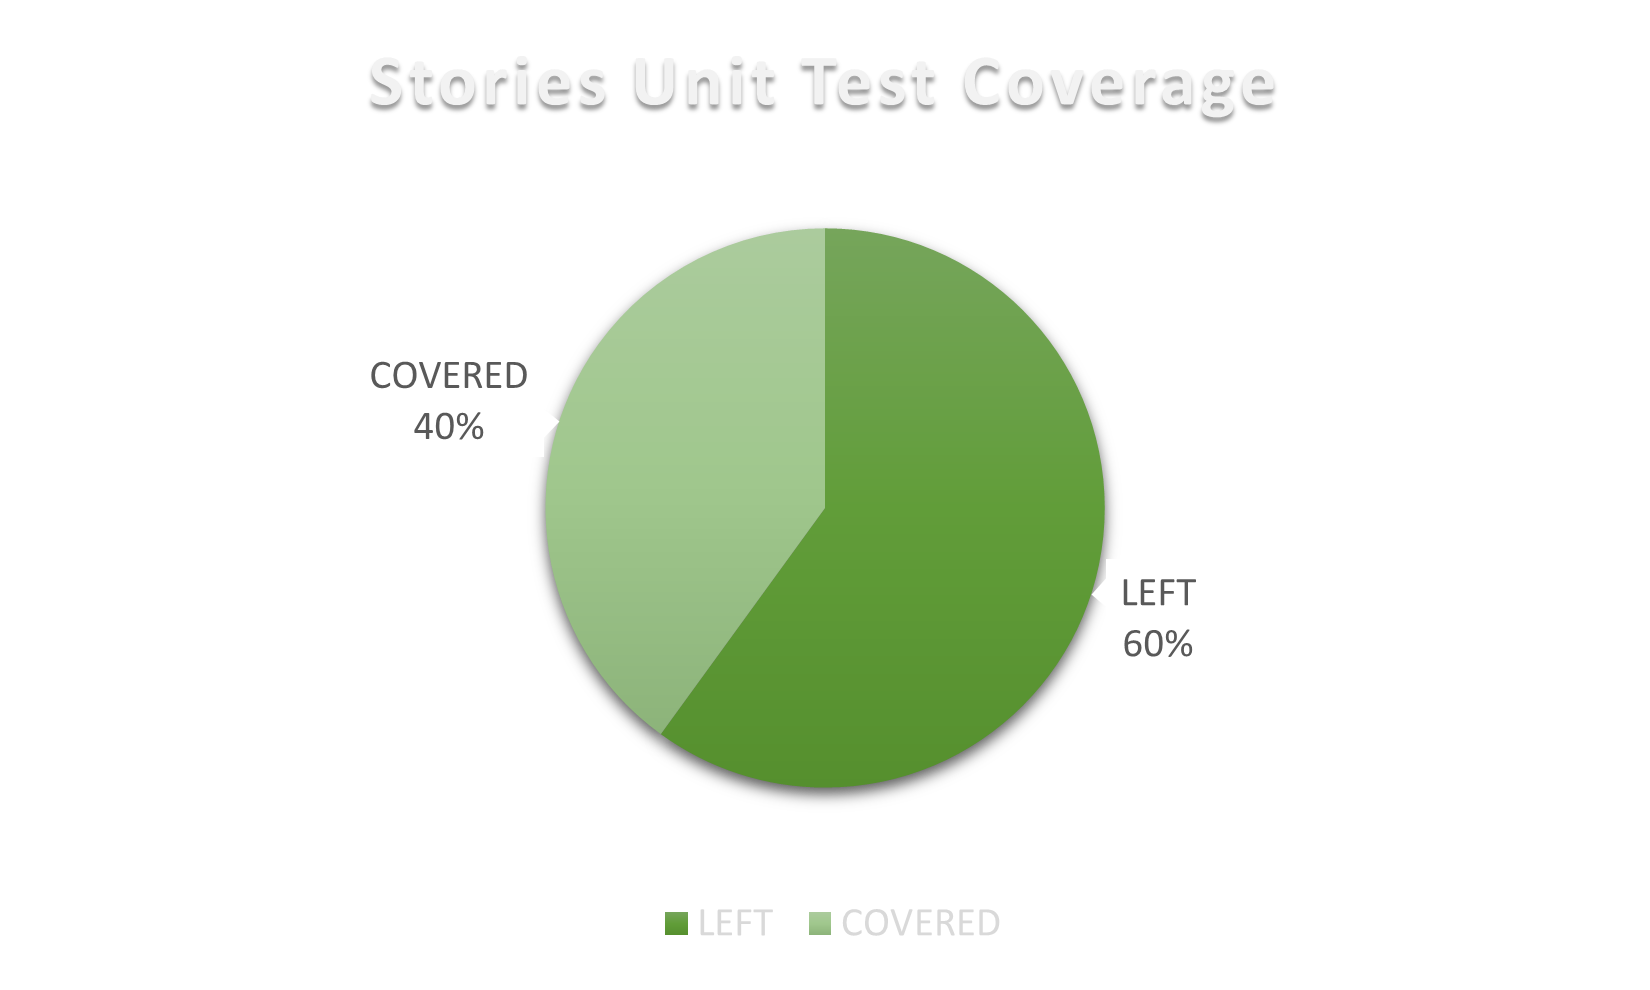 Stories Unit Test Coverage
COVERED
40%
LEFT
60%
LEFT COVERED